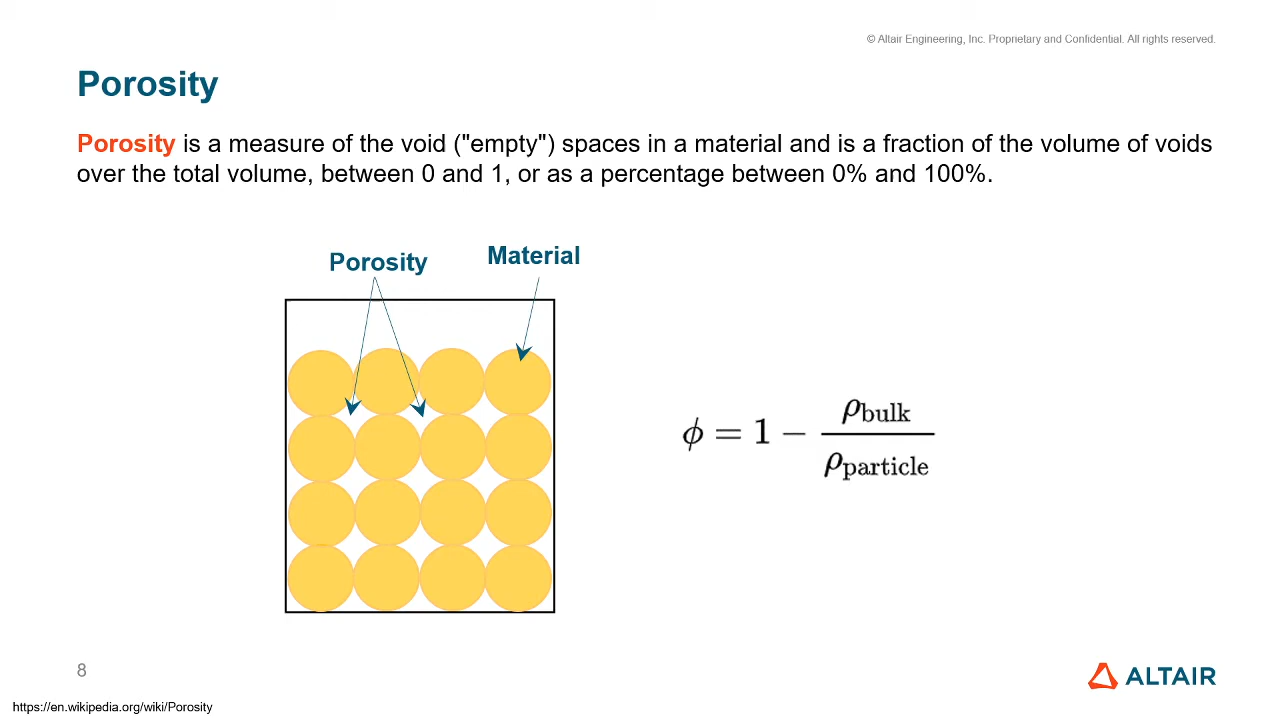 © Altair Engineering, Inc. Proprietary and Confidential. All rights reserved.
Porosity
Porosity is a measure of the void ("empty") spaces in a material and is a fraction of the volume of voids
over the total volume, between 0 and 1, or as a percentage between 0% and 100%.
Porosity
Material
ϕ = 1 − ρbulk / ρparticle
8
ALTAIR
https://en.wikipedia.org/wiki/Porosity